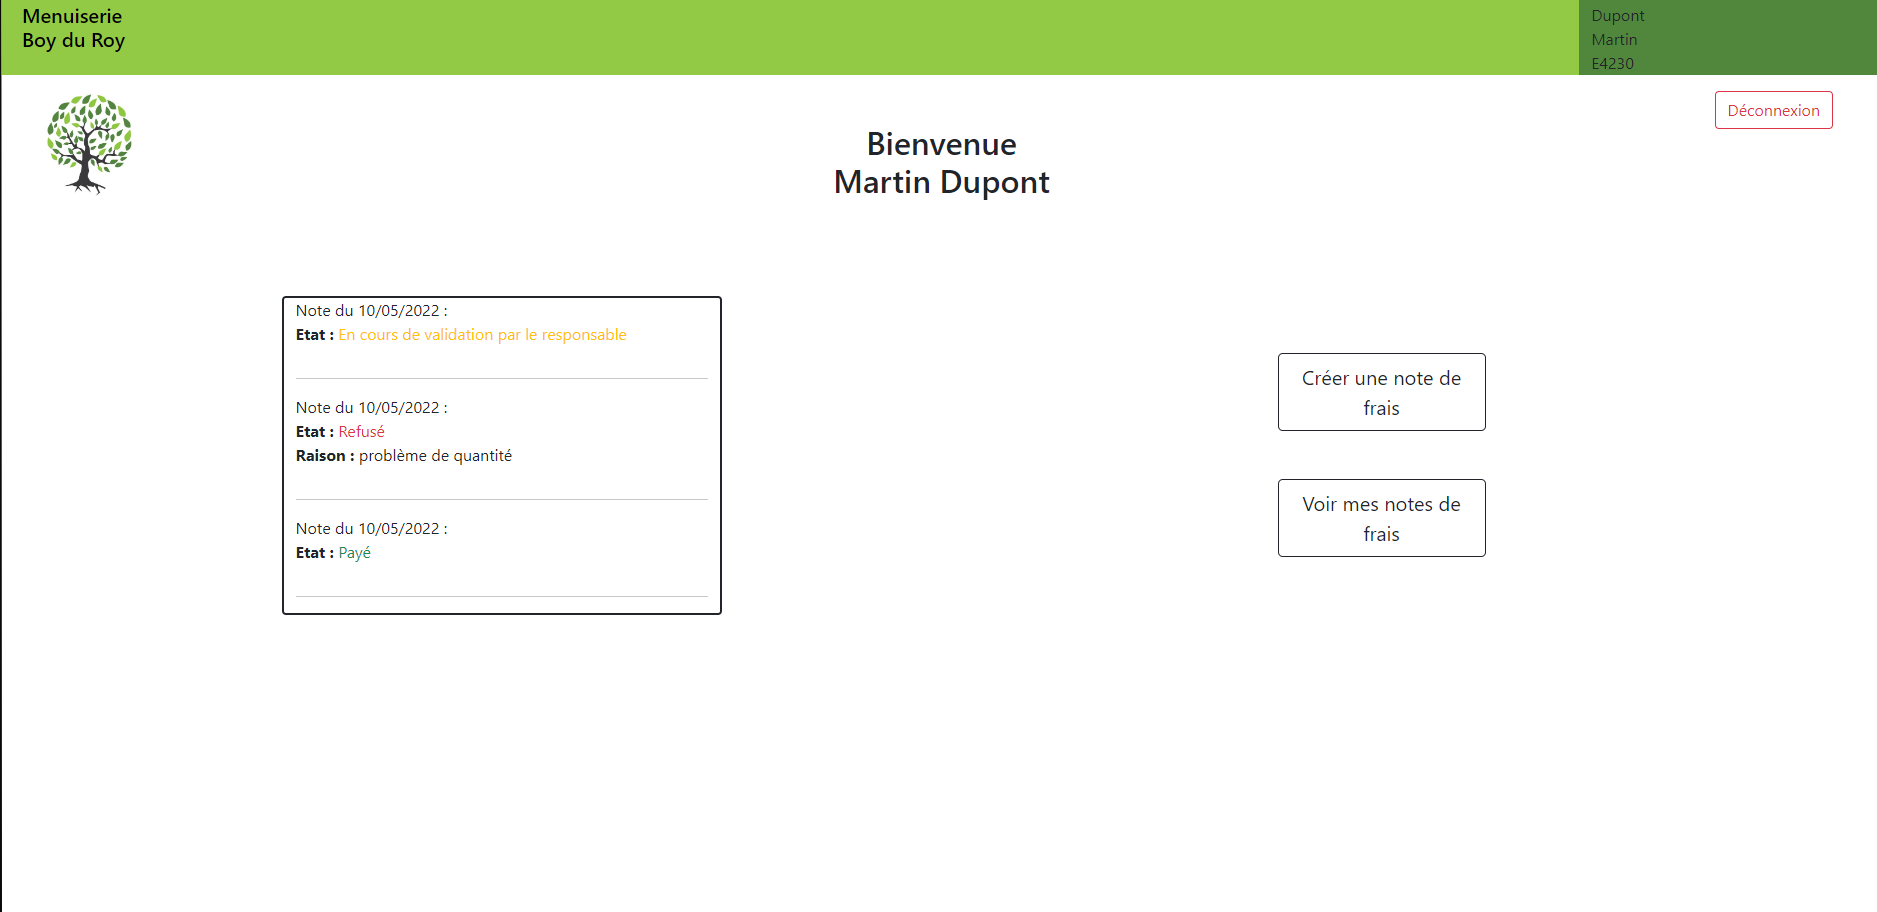 Menuiserie
Boy du Roy
Dupont
Martin
E4230
Déconnexion
Bienvenue
Martin Dupont
Note du 10/05/2022 :
Etat : En cours de validation par le responsable
Note du 10/05/2022 :
Etat : Refusé
Raison : problème de quantité
Note du 10/05/2022 :
Etat : Payé
Créer une note de
frais
Voir mes notes de
frais